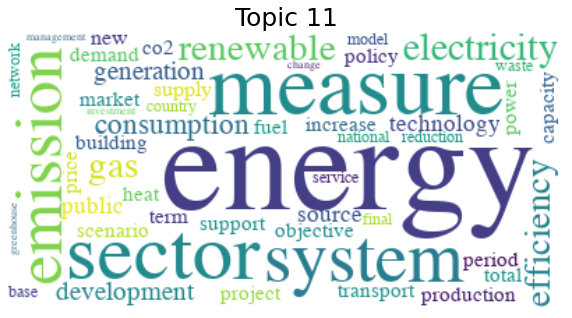 Topic 11
management new co2 renewable model electricity
network demand policy waste
generation measure change
emission market supply country power capacity
investment
consumption fuel increase technology
building national reduction
price gas energy
heat service
public term source final
greenhouse scenario support objective efficiency
sector system period
total
base development project transport production